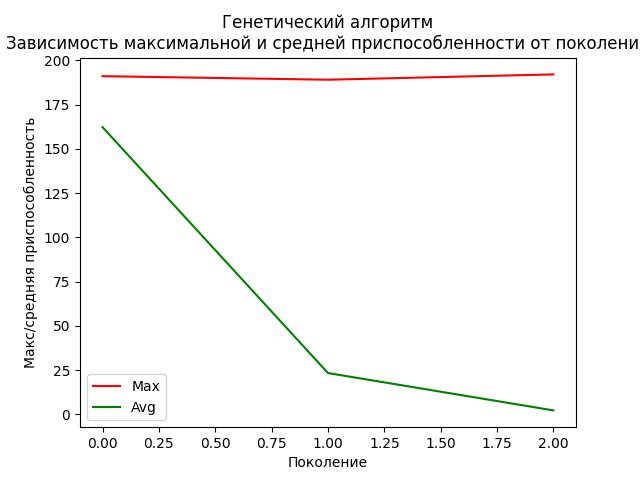 Генетический алгоритм
Зависимость максимальной и средней приспособленности от поколени
200
175
150
125
100
75
50
25
0
Макс/средняя приспособленность
Max
Avg
0.00 0.25 0.50 0.75 1.00 1.25 1.50 1.75 2.00
Поколение